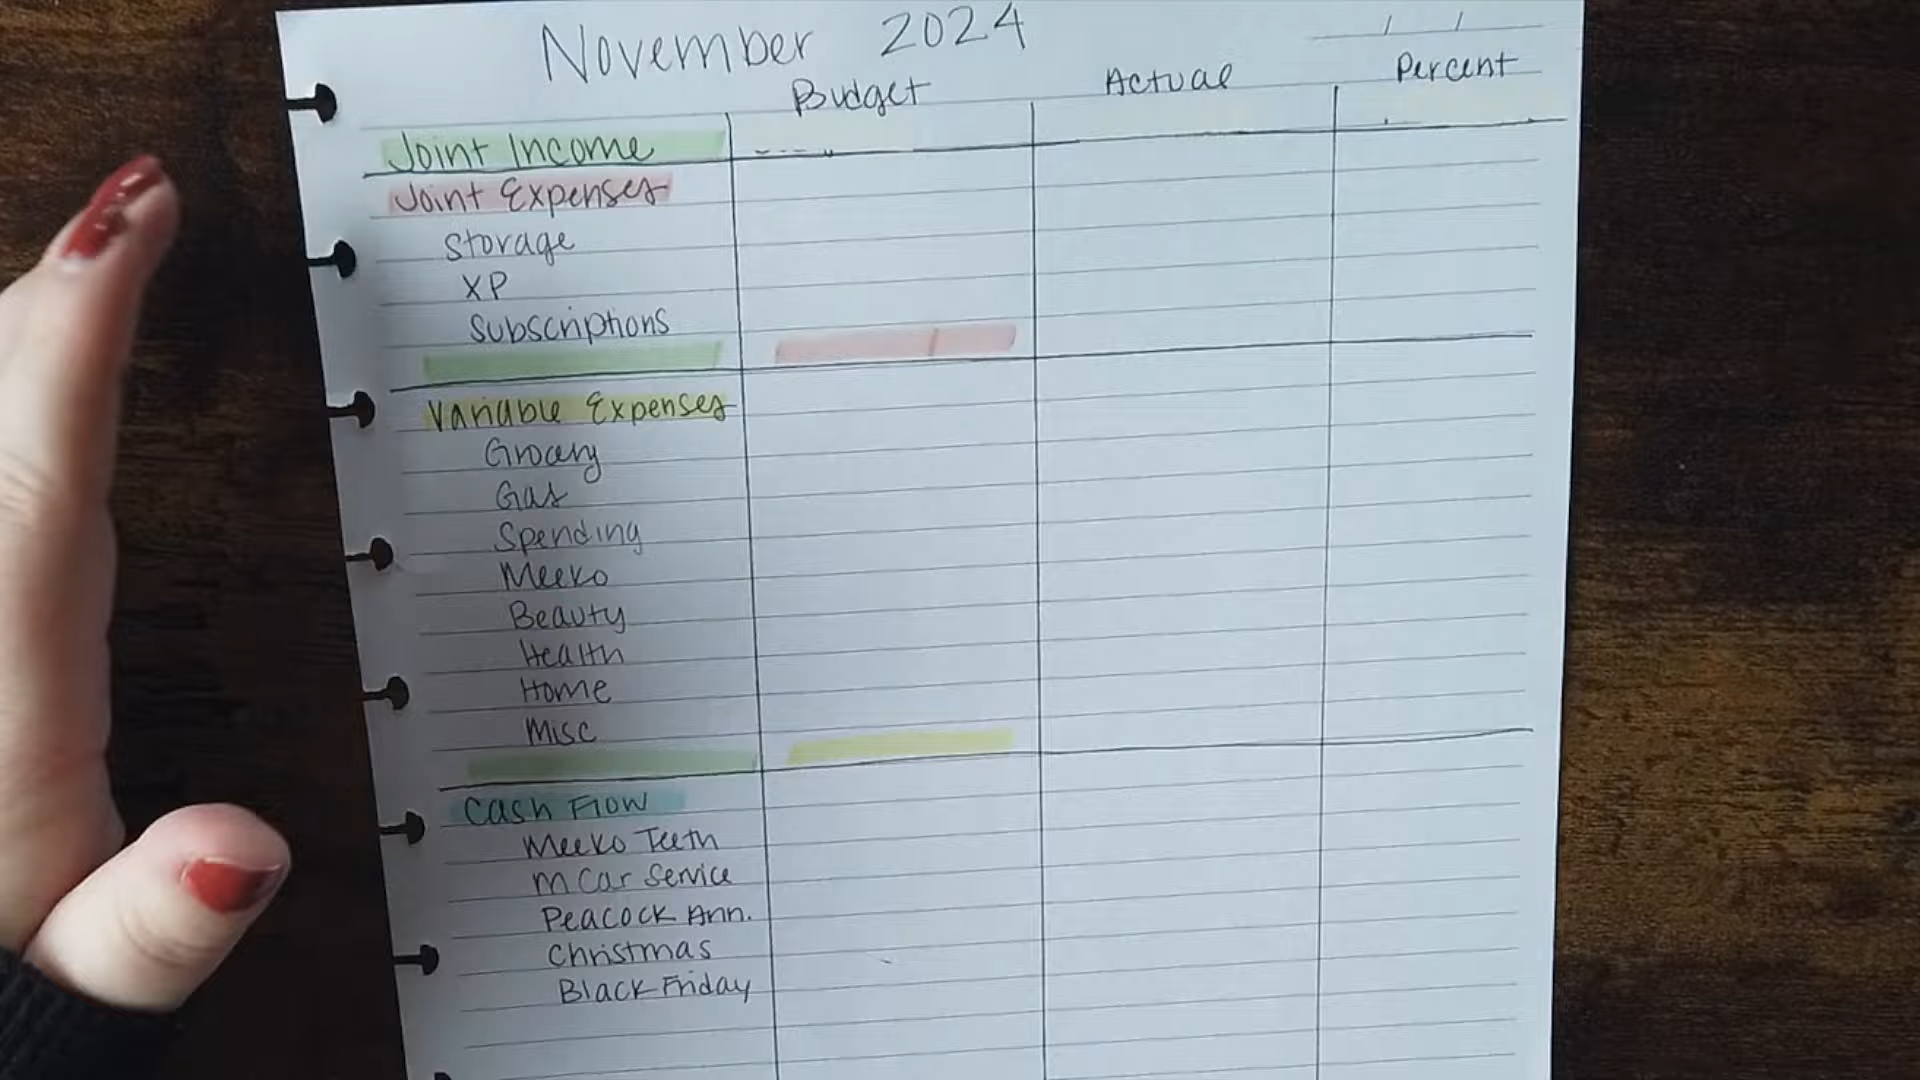 November 2024
Budget Actual Percent
Joint Income
Joint Expenses
Storage
XP
Subscriptions
Variable Expenses
Grocery
Gas
Spending
Meeko
Beauty
Health
Home
Misc
Cash Flow
Meeko Teeth
M Car Service
Peacock Ann.
Christmas
Black Friday